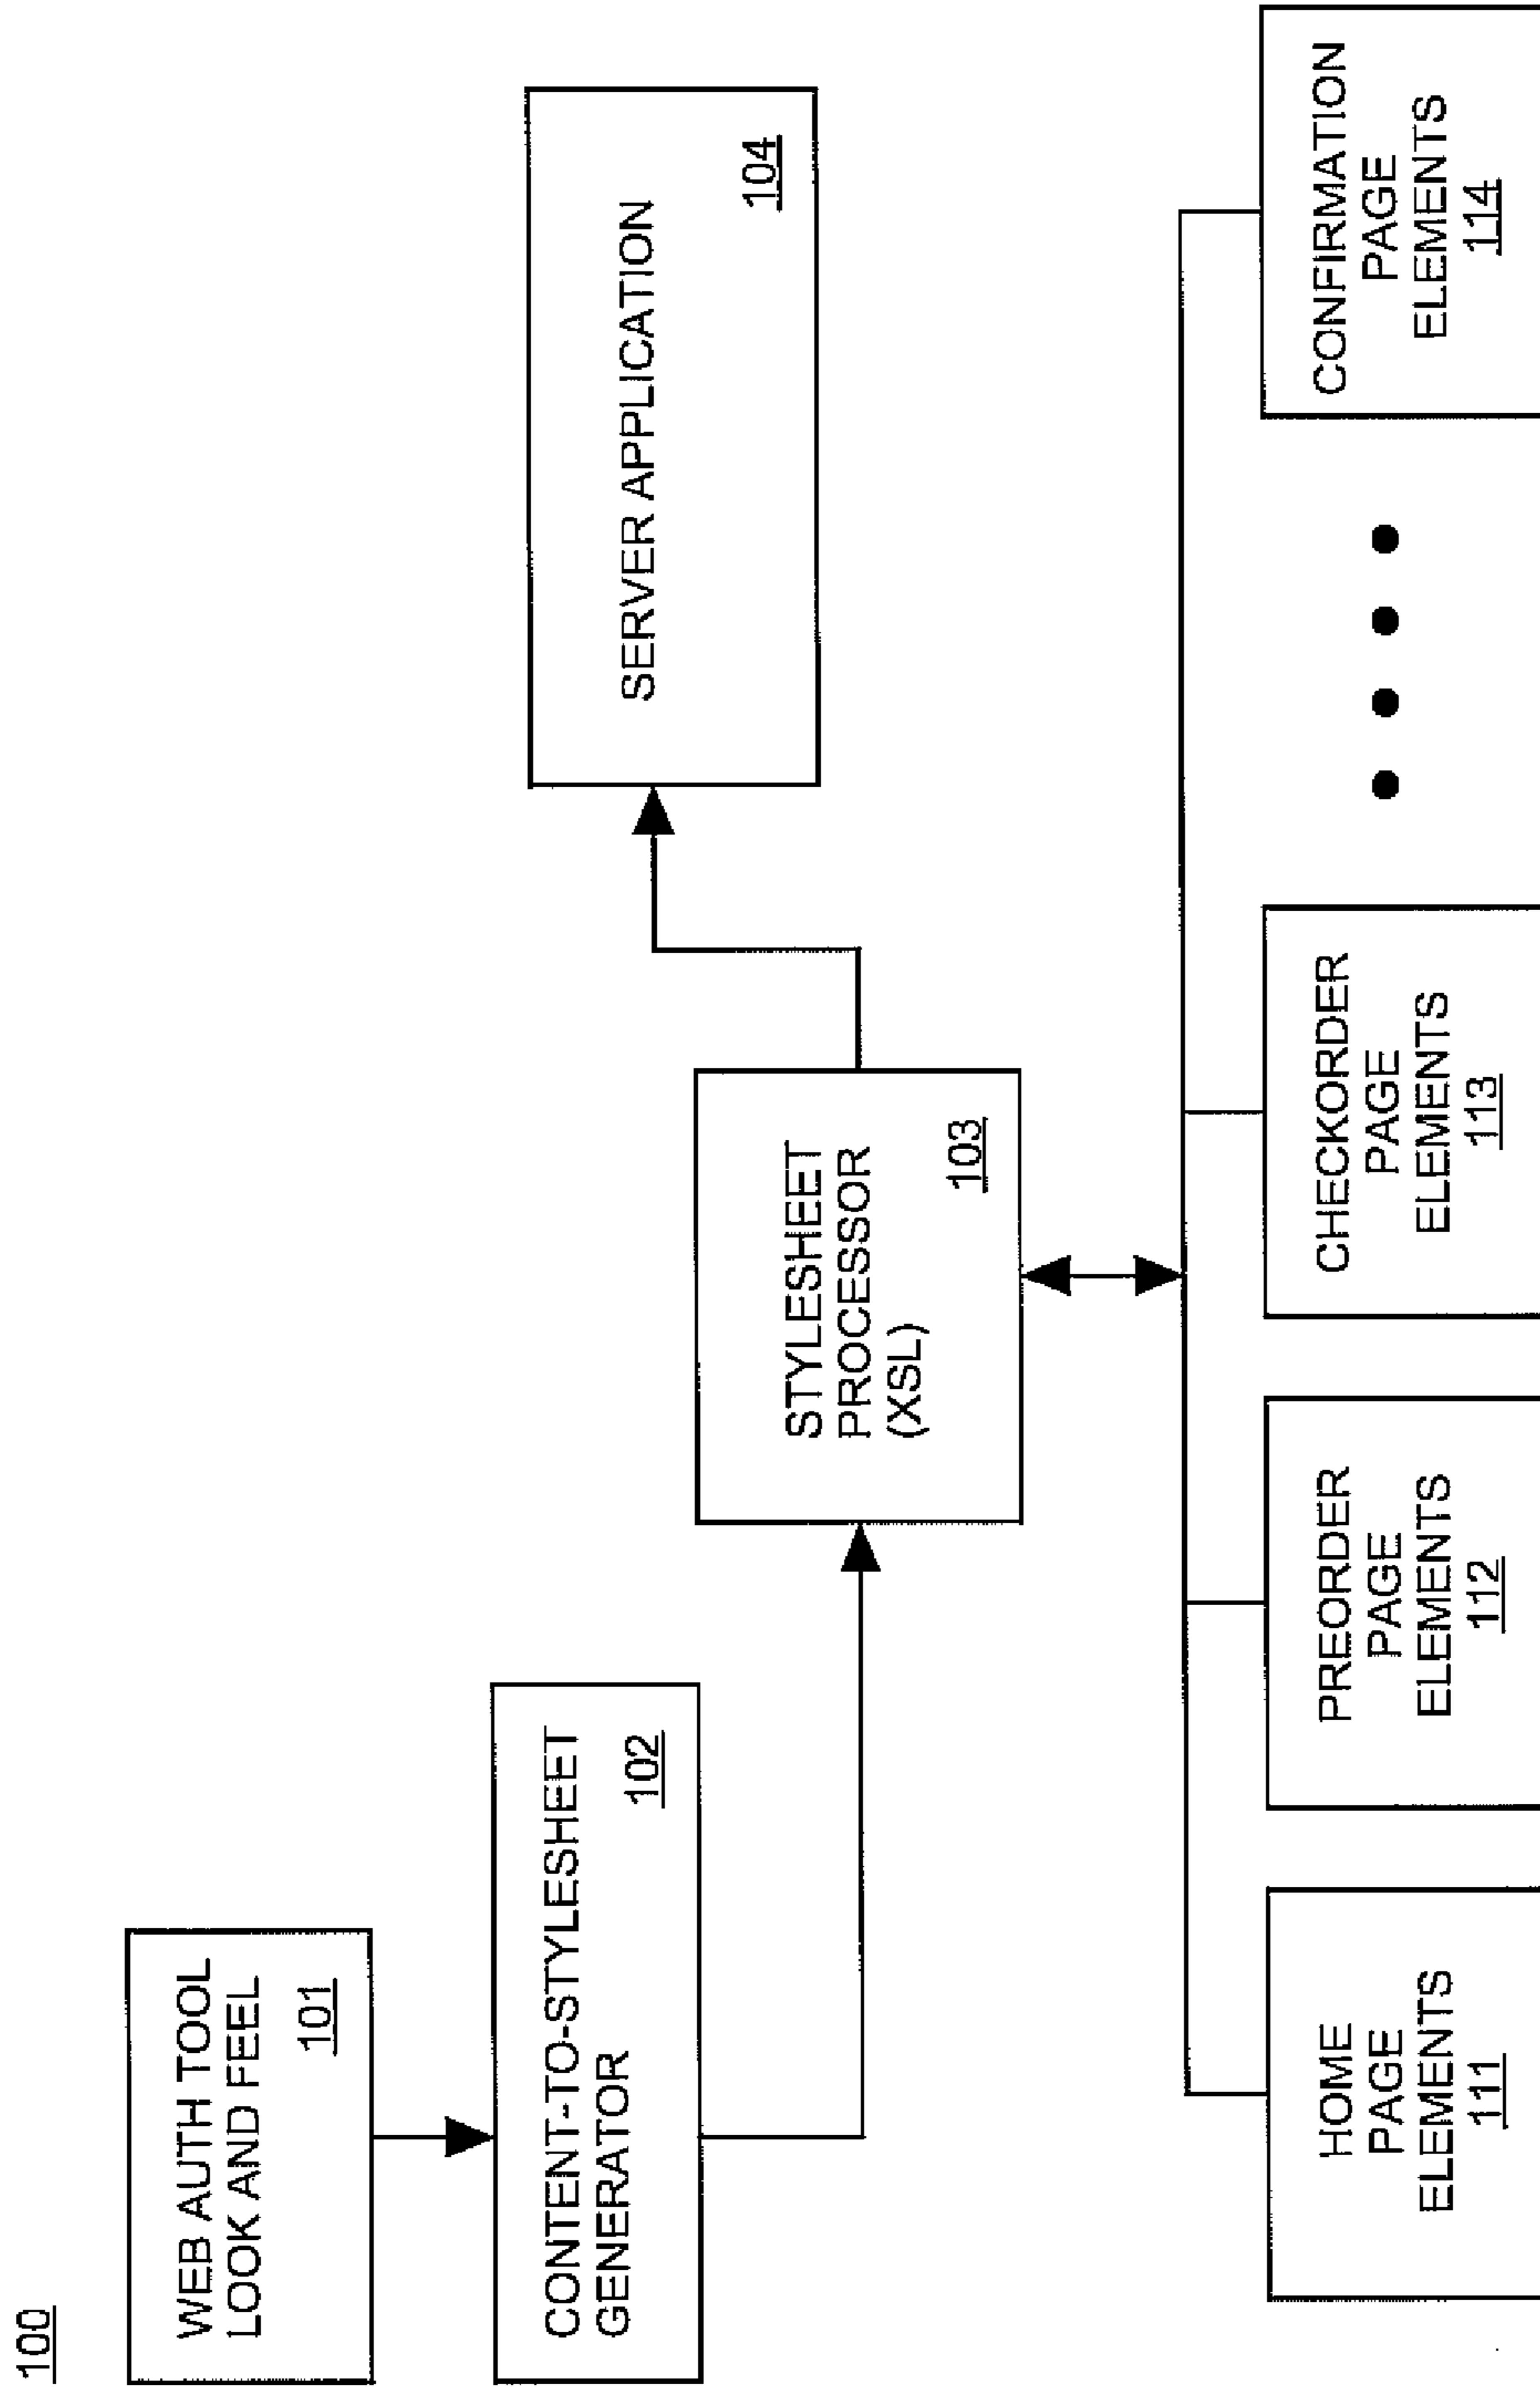 100
WEB AUTH TOOL
LOOK AND FEEL
101
CONTENT-TO-STYLESHEET
GENERATOR
102
STYLESHEET
PROCESSOR
(XSL)
103
SERVER APPLICATION
104
HOME
PAGE
ELEMENTS
111
PREORDER
PAGE
ELEMENTS
112
CHECKORDER
PAGE
ELEMENTS
113
CONFIRMATION
PAGE
ELEMENTS
114